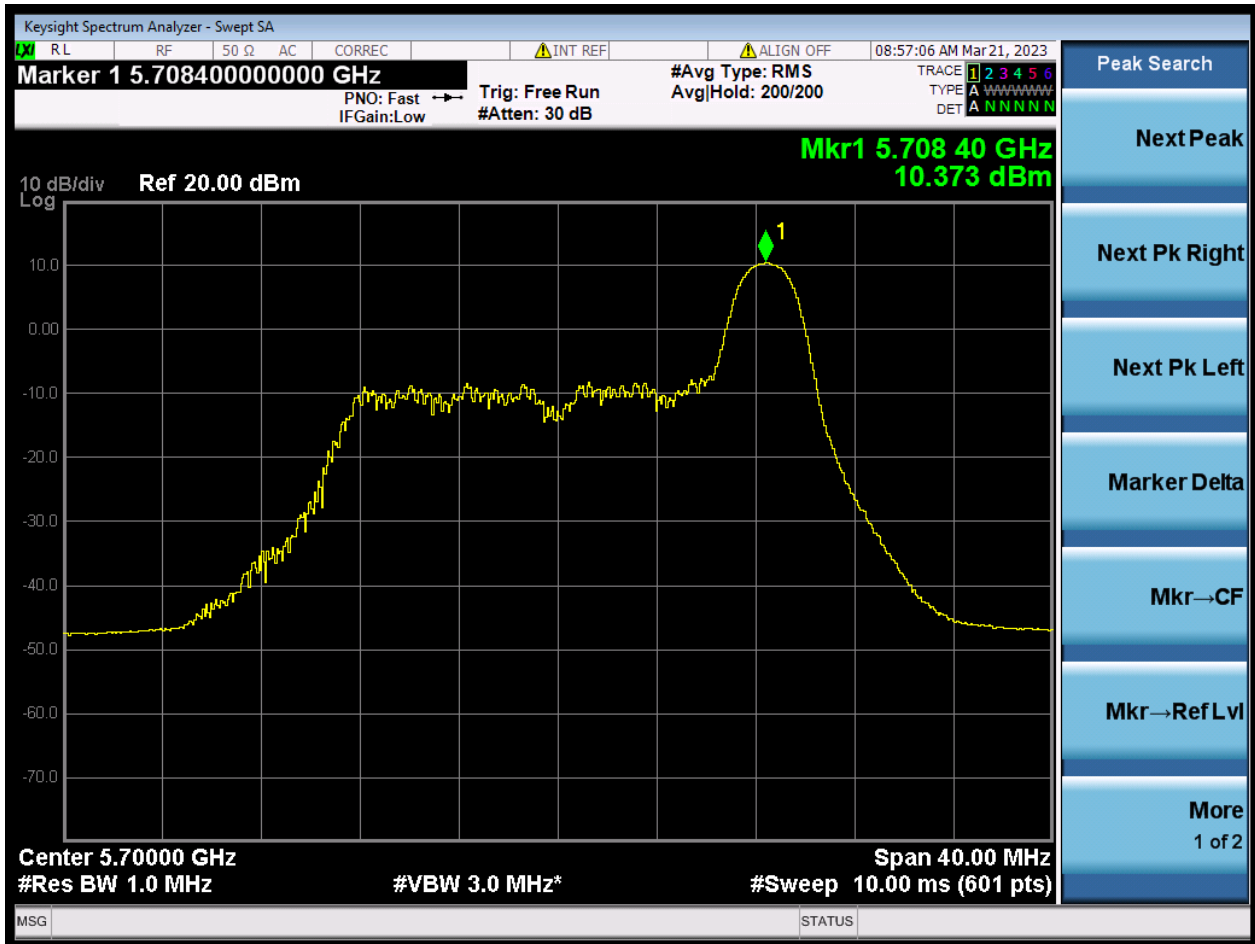 Keysight Spectrum Analyzer - Swept SA
LXI RL RF 50 Ω AC CORREC INT REF ALIGN OFF 08:57:06 AM Mar 21, 2023
Marker 1 5.708400000000 GHz
PNO: Fast
IFGain:Low
Trig: Free Run
#Atten: 30 dB
#Avg Type: RMS
Avg|Hold: 200/200
TRACE 1 2 3 4 5 6
TYPE A WWWWW
DET A N N N N N
Mkr1 5.708 40 GHz
10.373 dBm
10 dB/div Ref 20.00 dBm
Log
1
10.0
0.00
-10.0
-20.0
-30.0
-40.0
-50.0
-60.0
-70.0
Center 5.70000 GHz Span 40.00 MHz
#Res BW 1.0 MHz #VBW 3.0 MHz* #Sweep 10.00 ms (601 pts)
MSG STATUS
Peak Search
Next Peak
Next Pk Right
Next Pk Left
Marker Delta
Mkr→CF
Mkr→Ref Lvl
More
1 of 2